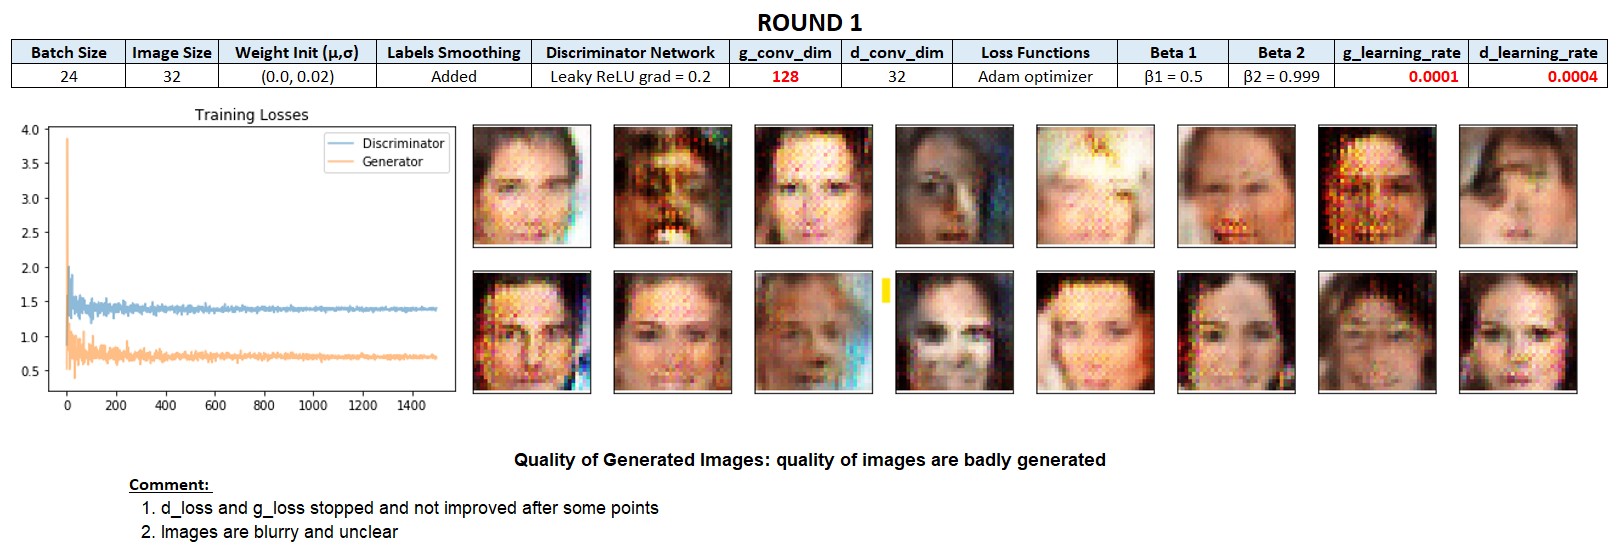 ROUND 1
Batch Size Image Size Weight Init (μ,σ) Labels Smoothing Discriminator Network g_conv_dim d_conv_dim Loss Functions Beta 1 Beta 2 g_learning_rate d_learning_rate
24 32 (0.0, 0.02) Added Leaky ReLU grad = 0.2 128 32 Adam optimizer β1 = 0.5 β2 = 0.999 0.0001 0.0004
Training Losses
Discriminator
Generator
4.0
3.5
3.0
2.5
2.0
1.5
1.0
0.5
0 200 400 600 800 1000 1200 1400
Quality of Generated Images: quality of images are badly generated
Comment:
1. d_loss and g_loss stopped and not improved after some points
2. Images are blurry and unclear